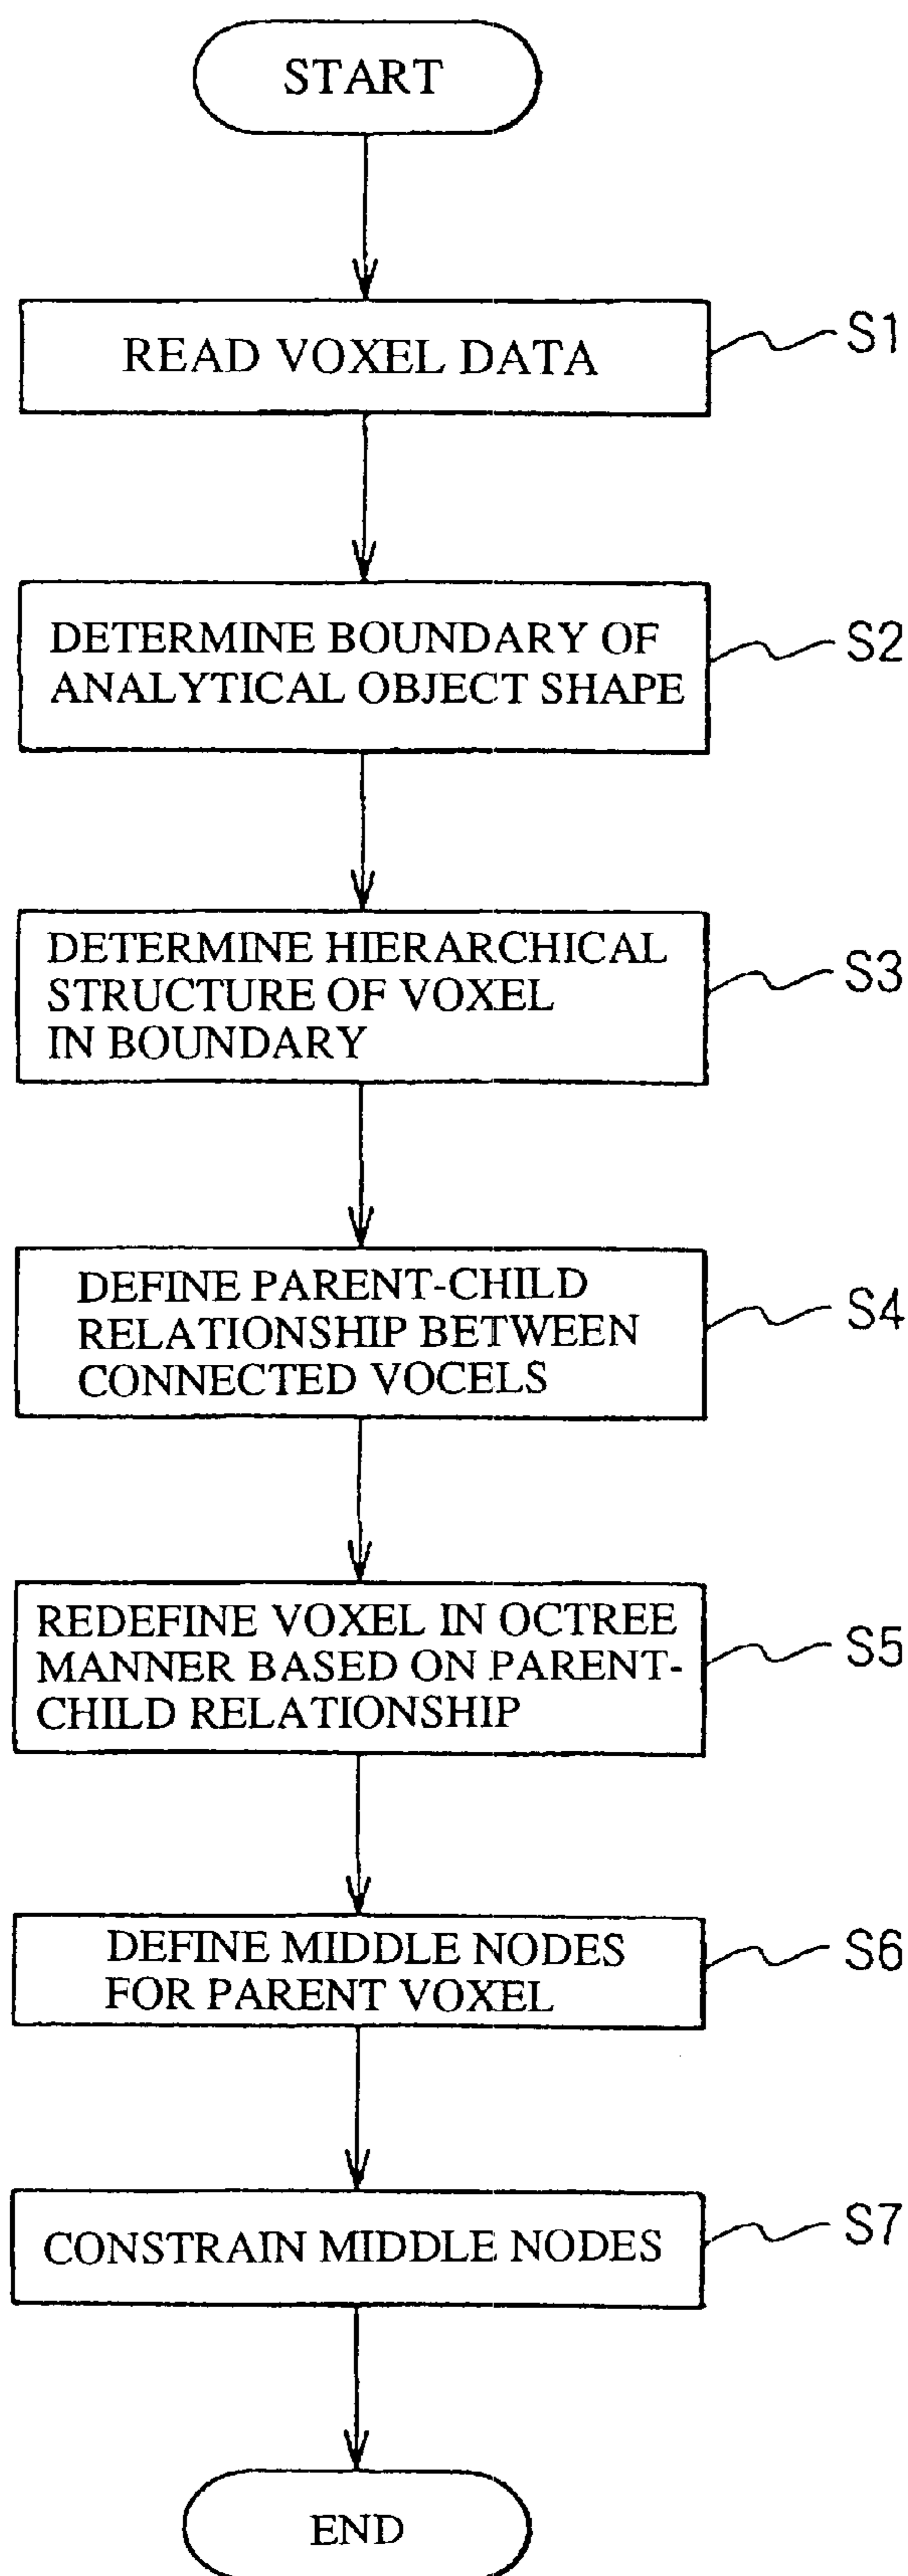 START
READ VOXEL DATA
S1
DETERMINE BOUNDARY OF
ANALYTICAL OBJECT SHAPE
S2
DETERMINE HIERARCHICAL
STRUCTURE OF VOXEL
IN BOUNDARY
S3
DEFINE PARENT-CHILD
RELATIONSHIP BETWEEN
CONNECTED VOCELS
S4
REDEFINE VOXEL IN OCTREE
MANNER BASED ON PARENT-
CHILD RELATIONSHIP
S5
DEFINE MIDDLE NODES
FOR PARENT VOXEL
S6
CONSTRAIN MIDDLE NODES
S7
END